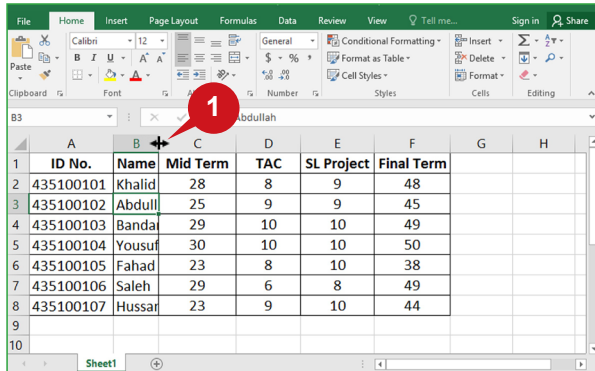 File Home Insert Page Layout Formulas Data Review View Tell me... Sign in Share
Calibri 12 General Conditional Formatting Insert
Paste B I U A A $ % , Format as Table Delete
A Cell Styles Format
Clipboard Font Number Styles Cells Editing
B3 Abdullah
1
A B C D E F G H
1 ID No. Name Mid Term TAC SL Project Final Term
2 435100101 Khalid 28 8 9 48
3 435100102 Abdull 25 9 9 45
4 435100103 Bandar 29 10 10 49
5 435100104 Yousuf 30 10 10 50
6 435100105 Fahad 23 8 10 38
7 435100106 Saleh 29 6 8 49
8 435100107 Hussar 23 9 10 44
9
10
Sheet1